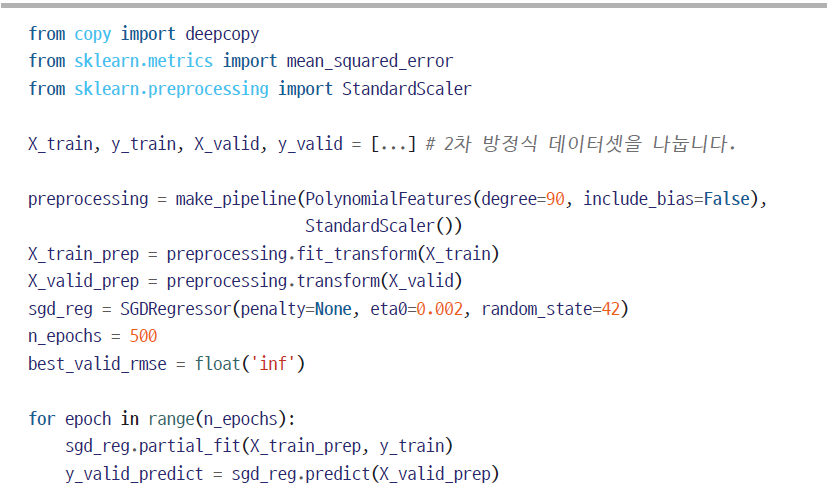 from copy import deepcopy
from sklearn.metrics import mean_squared_error
from sklearn.preprocessing import StandardScaler
X_train, y_train, X_valid, y_valid = [...] # 2차 방정식 데이터셋을 나눕니다.
preprocessing = make_pipeline(PolynomialFeatures(degree=90, include_bias=False),
                              StandardScaler())
X_train_prep = preprocessing.fit_transform(X_train)
X_valid_prep = preprocessing.transform(X_valid)
sgd_reg = SGDRegressor(penalty=None, eta0=0.002, random_state=42)
n_epochs = 500
best_valid_rmse = float('inf')
for epoch in range(n_epochs):
    sgd_reg.partial_fit(X_train_prep, y_train)
    y_valid_predict = sgd_reg.predict(X_valid_prep)